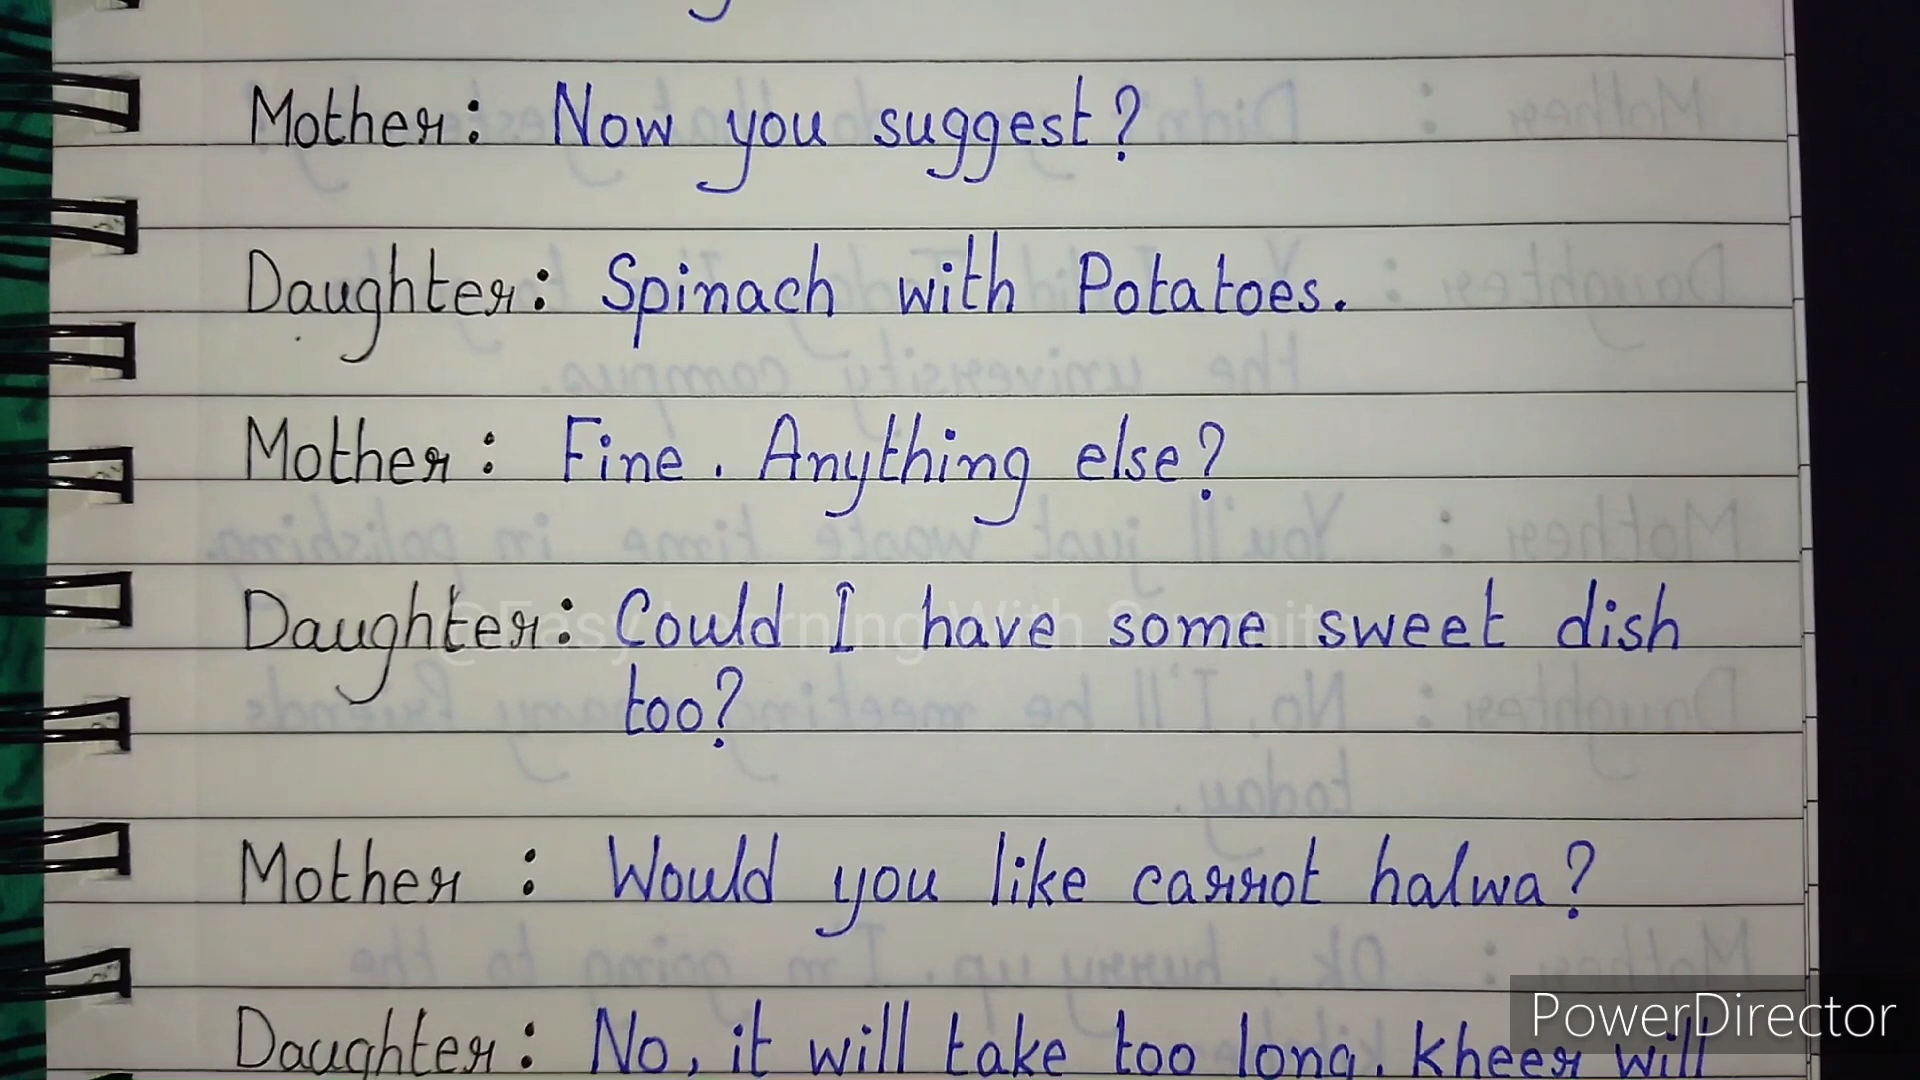 Mother: Now you suggest?
Daughter: Spinach with Potatoes.
Mother: Fine. Anything else?
Daughter: Could I have some sweet dish
too?
Mother : Would you like carrot halwa?
Daughter: No, it will take too long. Kheer will
PowerDirector